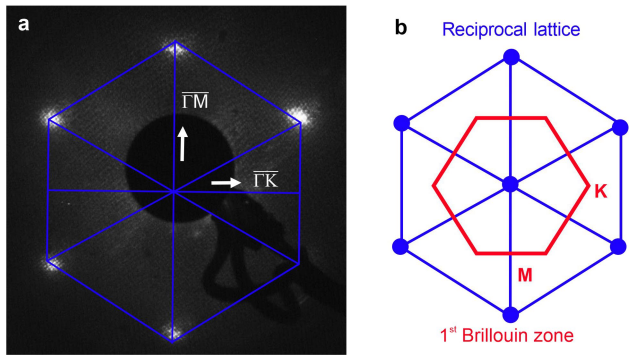 a
ΓM
ΓK
b
Reciprocal lattice
K
M
1st Brillouin zone